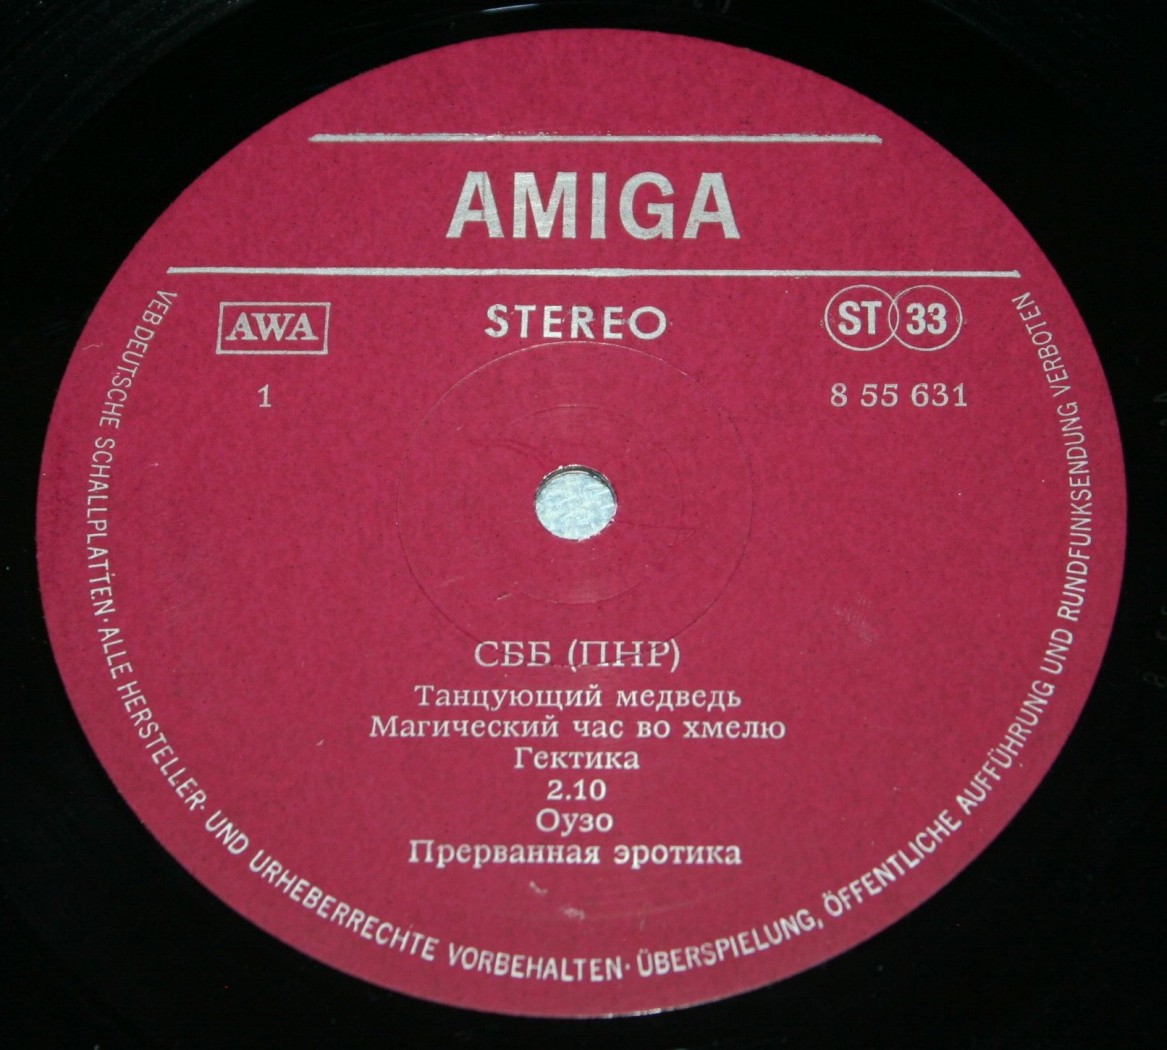 AMIGA
AWA
STEREO
ST 33
1
8 55 631
СББ (ПНР)
Танцующий медведь
Магический час во хмелю
Гектика
2.10
Оузо
Прерванная эротика
VEB DEUTSCHE SCHALLPLATTEN · ALLE HERSTELLER- UND URHEBERRECHTE VORBEHALTEN · ÜBERSPIELUNG, ÖFFENTLICHE AUFFÜHRUNG UND RUNDFUNKSENDUNG VERBOTEN